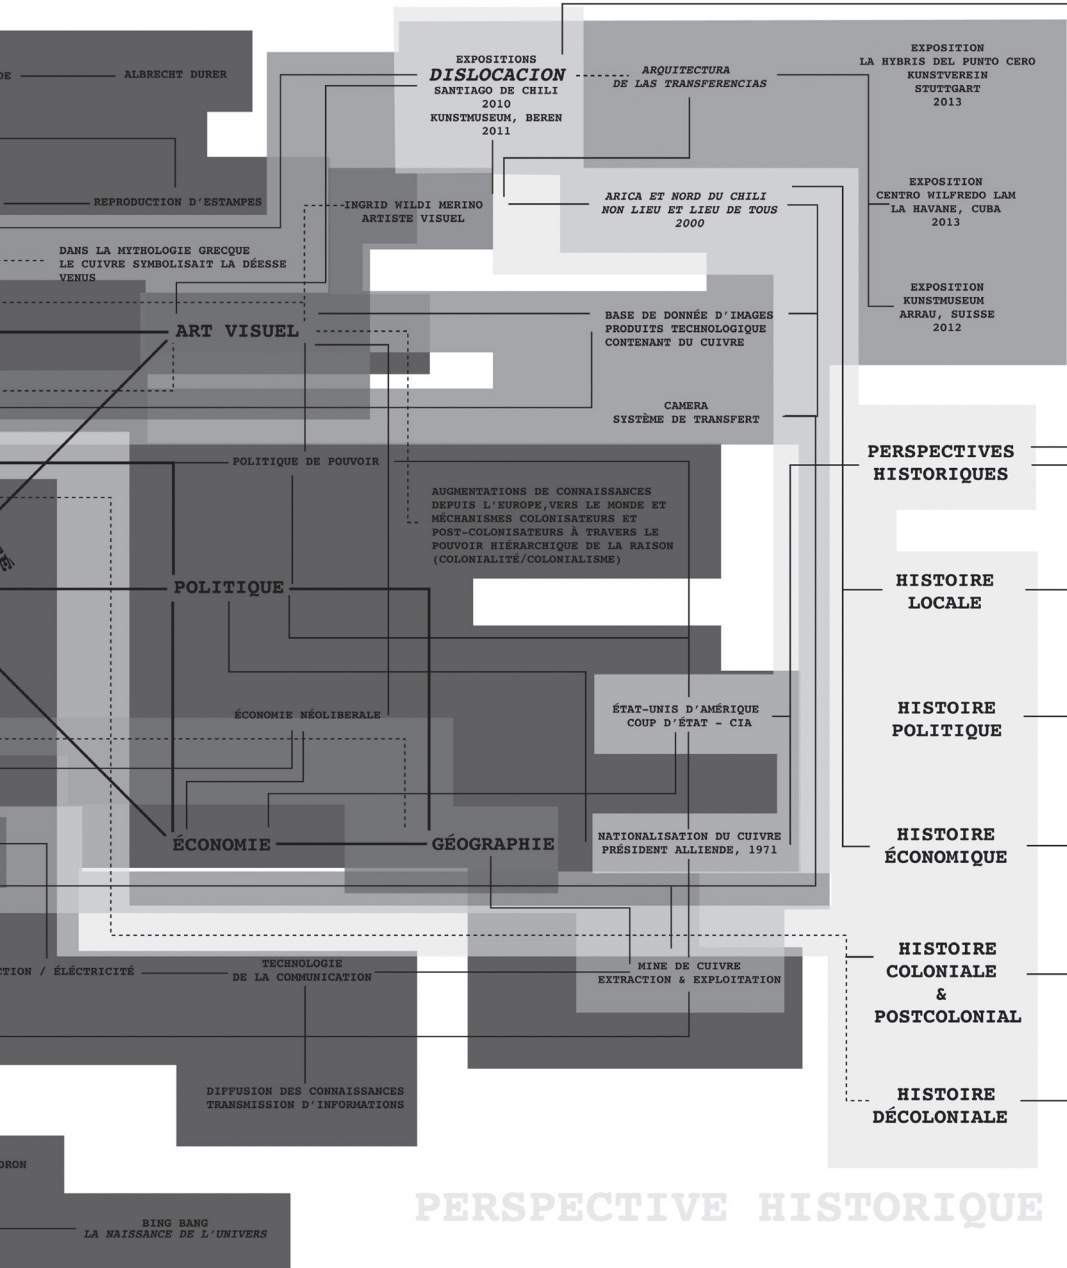 EXPOSITIONS
DISLOCACION
SANTIAGO DE CHILI
2010
KUNSTMUSEUM, BEREN
2011
ARQUITECTURA
DE LAS TRANSFERENCIAS
EXPOSITION
LA HYBRIS DEL PUNTO CERO
KUNSTVEREIN
STUTTGART
2013
DE
ALBRECHT DURER
REPRODUCTION D'ESTAMPES
INGRID WILDI MERINO
ARTISTE VISUEL
ARICA ET NORD DU CHILI
NON LIEU ET LIEU DE TOUS
2000
EXPOSITION
CENTRO WILFREDO LAM
LA HAVANE, CUBA
2013
DANS LA MYTHOLOGIE GRECQUE
LE CUIVRE SYMBOLISAIT LA DÉESSE
VENUS
EXPOSITION
KUNSTMUSEUM
ARRAU, SUISSE
2012
ART VISUEL
BASE DE DONNÉE D'IMAGES
PRODUITS TECHNOLOGIQUE
CONTENANT DU CUIVRE
CAMERA
SYSTÈME DE TRANSFERT
POLITIQUE DE POUVOIR
PERSPECTIVES
HISTORIQUES
AUGMENTATIONS DE CONNAISSANCES
DEPUIS L'EUROPE,VERS LE MONDE ET
MÉCHANISMES COLONISATEURS ET
POST-COLONISATEURS À TRAVERS LE
POUVOIR HIÉRARCHIQUE DE LA RAISON
(COLONIALITÉ/COLONIALISME)
É
POLITIQUE
HISTOIRE
LOCALE
ÉCONOMIE NÉOLIBERALE
ÉTAT-UNIS D'AMÉRIQUE
COUP D'ÉTAT - CIA
HISTOIRE
POLITIQUE
ÉCONOMIE
GÉOGRAPHIE
NATIONALISATION DU CUIVRE
PRÉSIDENT ALLIENDE, 1971
HISTOIRE
ÉCONOMIQUE
CTION / ÉLÉCTRICITÉ
TECHNOLOGIE
DE LA COMMUNICATION
MINE DE CUIVRE
EXTRACTION & EXPLOITATION
HISTOIRE
COLONIALE
&
POSTCOLONIAL
DIFFUSION DES CONNAISSANCES
TRANSMISSION D'INFORMATIONS
HISTOIRE
DÉCOLONIALE
DRON
PERSPECTIVE HISTORIQUE
BING BANG
LA NAISSANCE DE L'UNIVERS